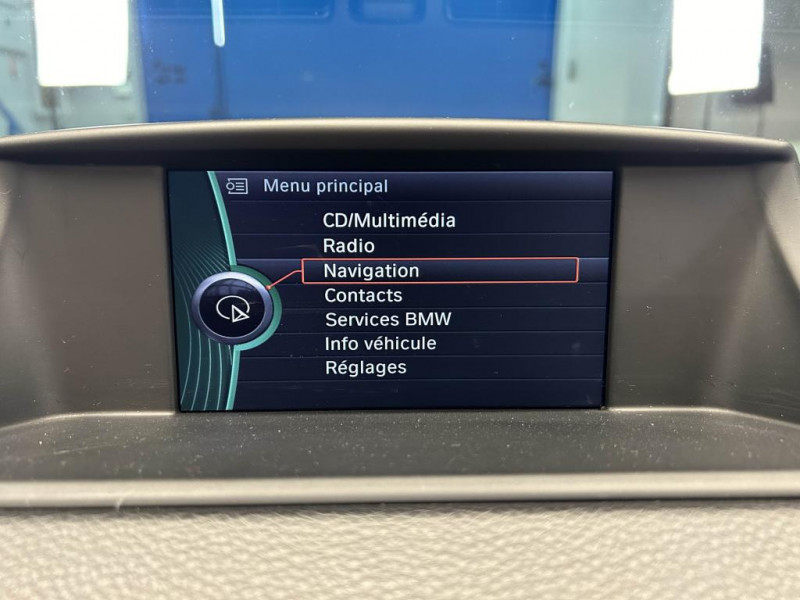 Menu principal
CD/Multimédia
Radio
Navigation
Contacts
Services BMW
Info véhicule
Réglages